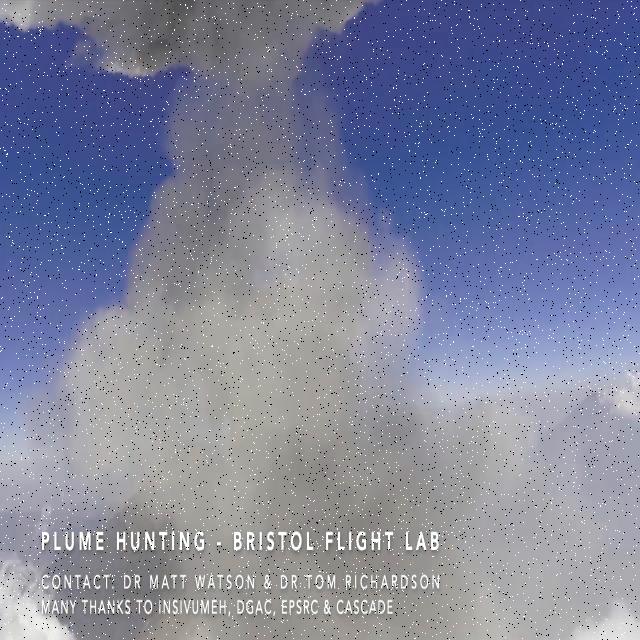 PLUME HUNTING - BRISTOL FLIGHT LAB
CONTACT: DR MATT WATSON & DR TOM RICHARDSON
MANY THANKS TO INSIVUMEH, DGAC, EPSRC & CASCADE